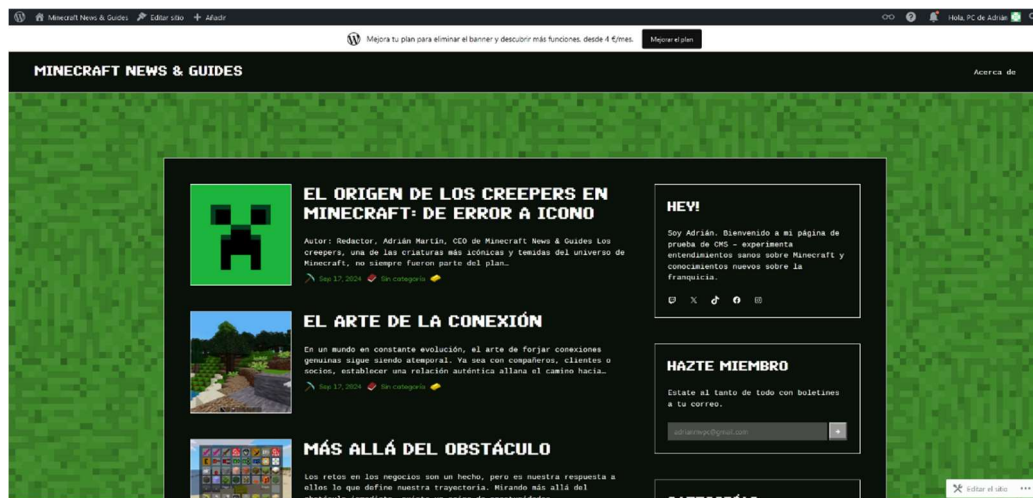 Minecraft News & Guides Editar sitio + Añadir Hola, PC de Adrián
Mejora tu plan para eliminar el banner y descubrir más funciones, desde 4 €/mes. Mejorar el plan
MINECRAFT NEWS & GUIDES
Acerca de
EL ORIGEN DE LOS CREEPERS EN
MINECRAFT: DE ERROR A ICONO
Autor: Redactor, Adrián Martín, CEO de Minecraft News & Guides Los
creepers, una de las criaturas más icónicas y temidas del universo de
Minecraft, no siempre fueron parte del plan…
Sep 17, 2024 Sin categoría
EL ARTE DE LA CONEXIÓN
En un mundo en constante evolución, el arte de forjar conexiones
genuinas sigue siendo atemporal. Ya sea con compañeros, clientes o
socios, establecer una relación auténtica allana el camino hacia…
Sep 17, 2024 Sin categoría
MÁS ALLÁ DEL OBSTÁCULO
Los retos en los negocios son un hecho, pero es nuestra respuesta a
ellos lo que define nuestra trayectoria. Mirando más allá del
HEY!
Soy Adrián. Bienvenido a mi página de
prueba de CMS – experimenta
entendimientos sanos sobre Minecraft y
conocimientos nuevos sobre la
franquicia.
HAZTE MIEMBRO
Estate al tanto de todo con boletines
a tu correo.
Editar el sitio